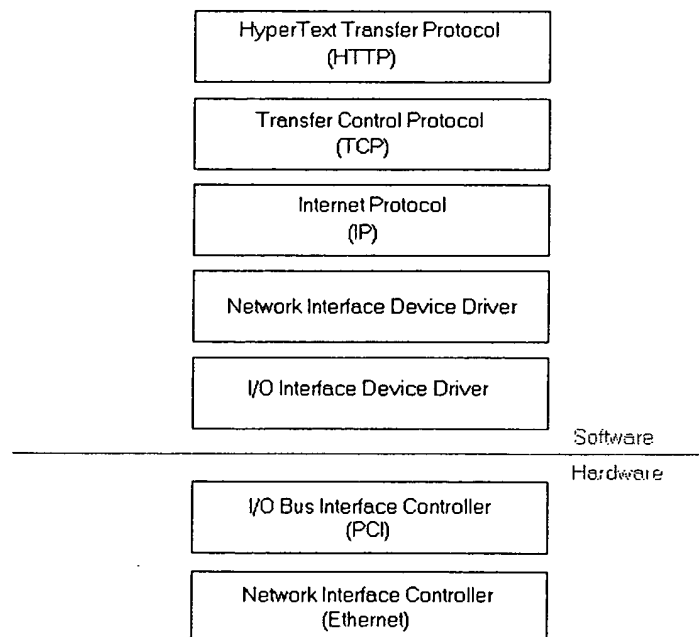 HyperText Transfer Protocol
(HTTP)
Transfer Control Protocol
(TCP)
Internet Protocol
(IP)
Network Interface Device Driver
I/O Interface Device Driver
Software
Hardware
I/O Bus Interface Controller
(PCI)
Network Interface Controller
(Ethernet)